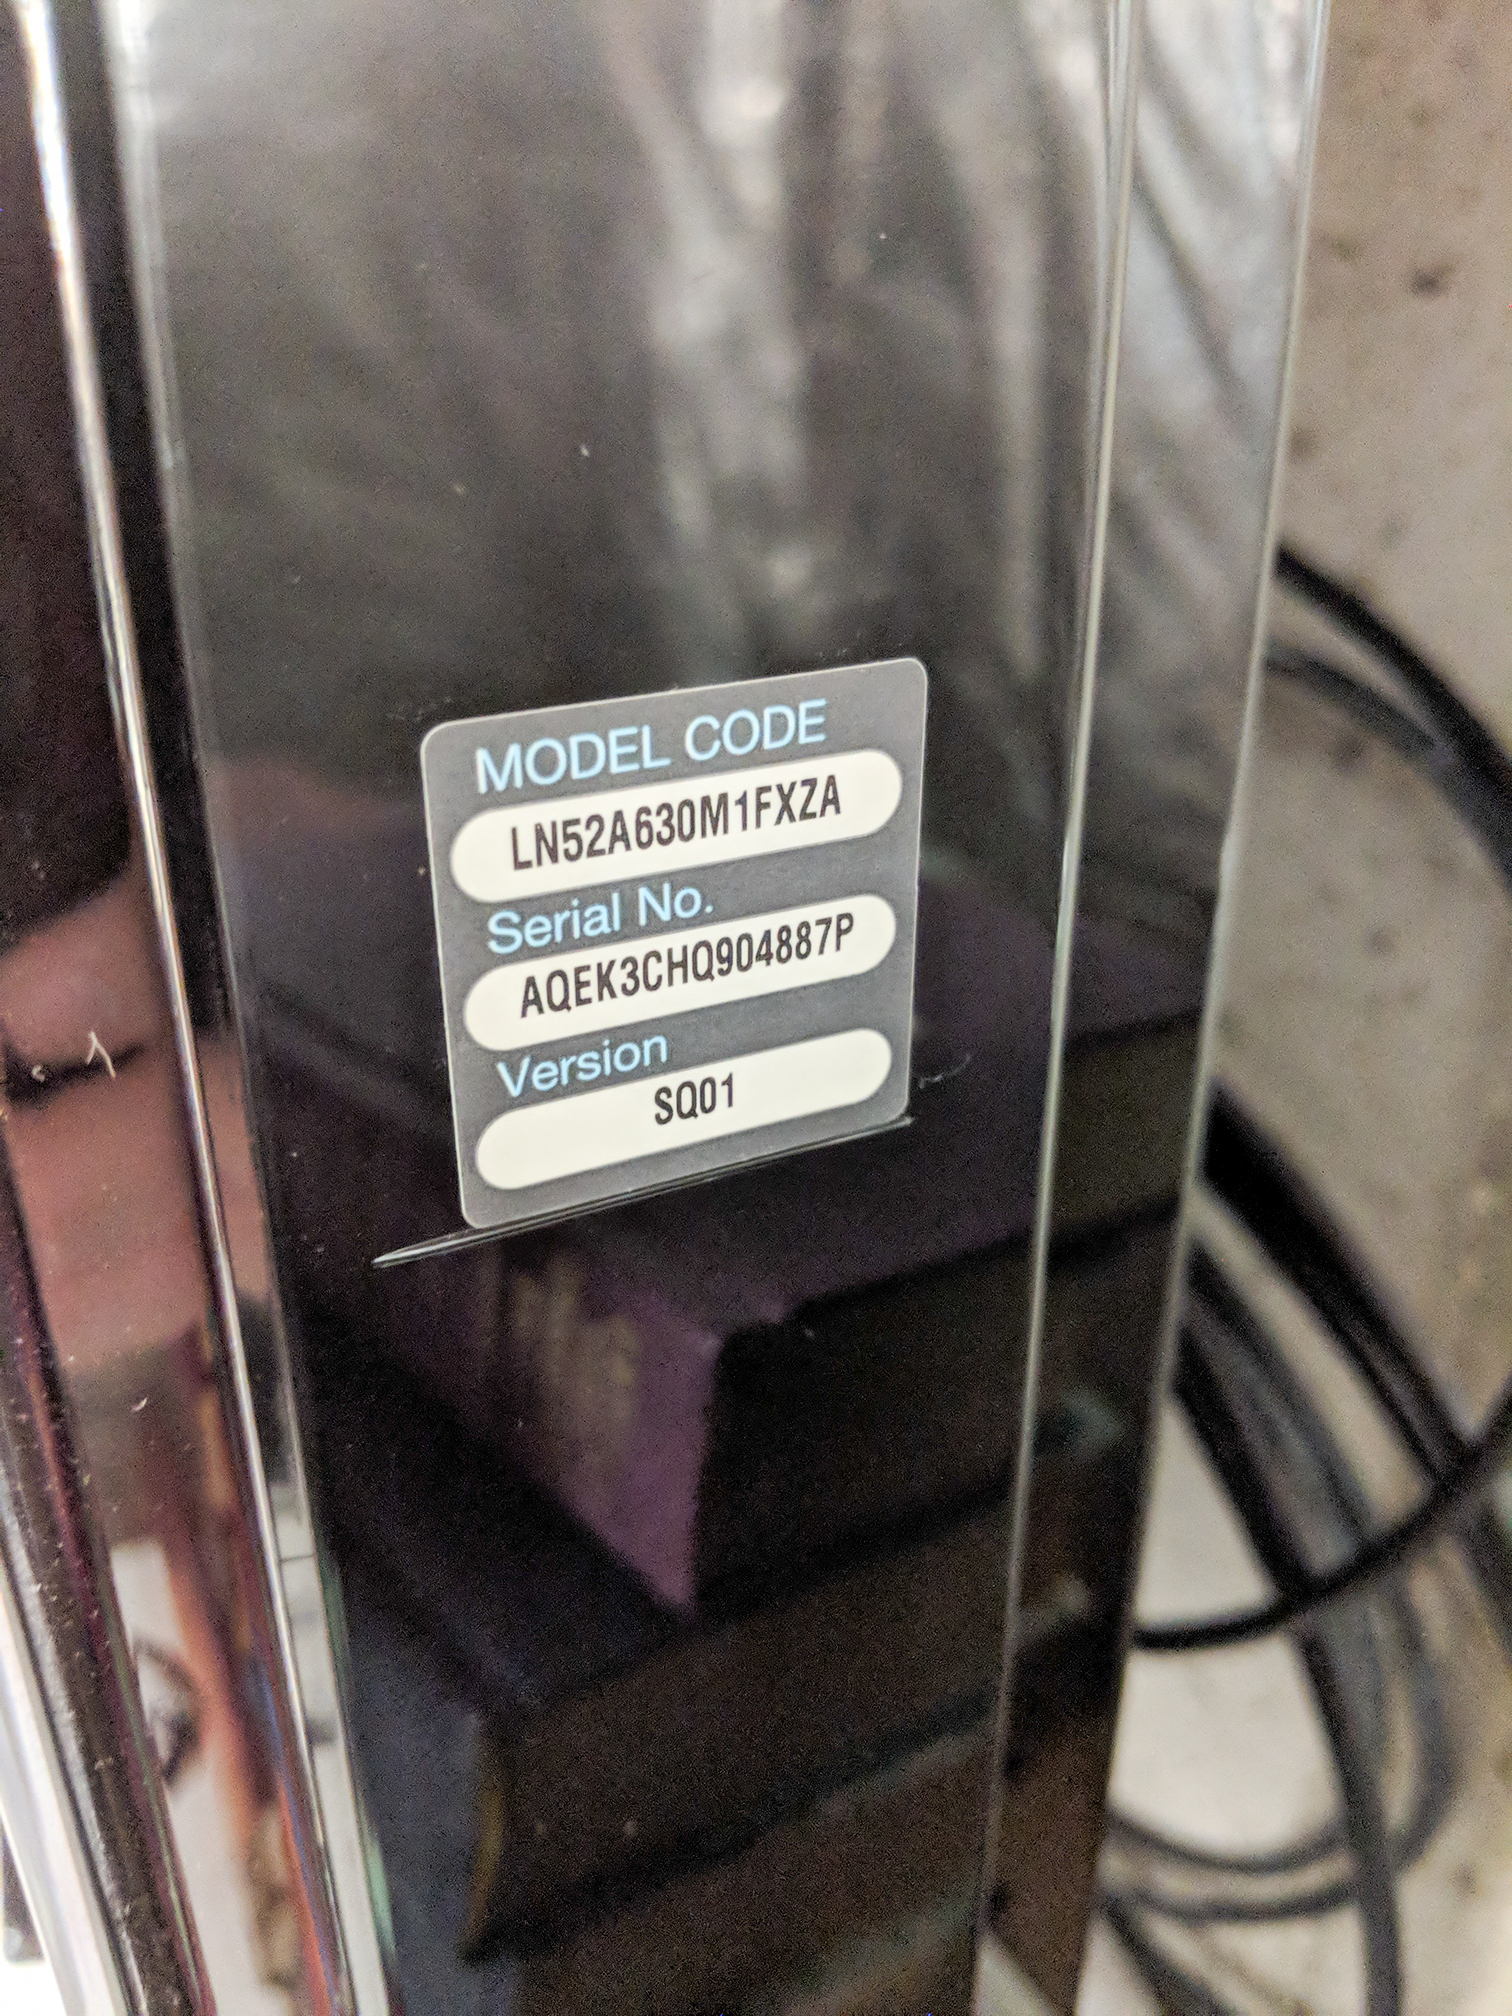 MODEL CODE
LN52A630M1FXZA
Serial No.
AQEK3CHQ904887P
Version
SQ01